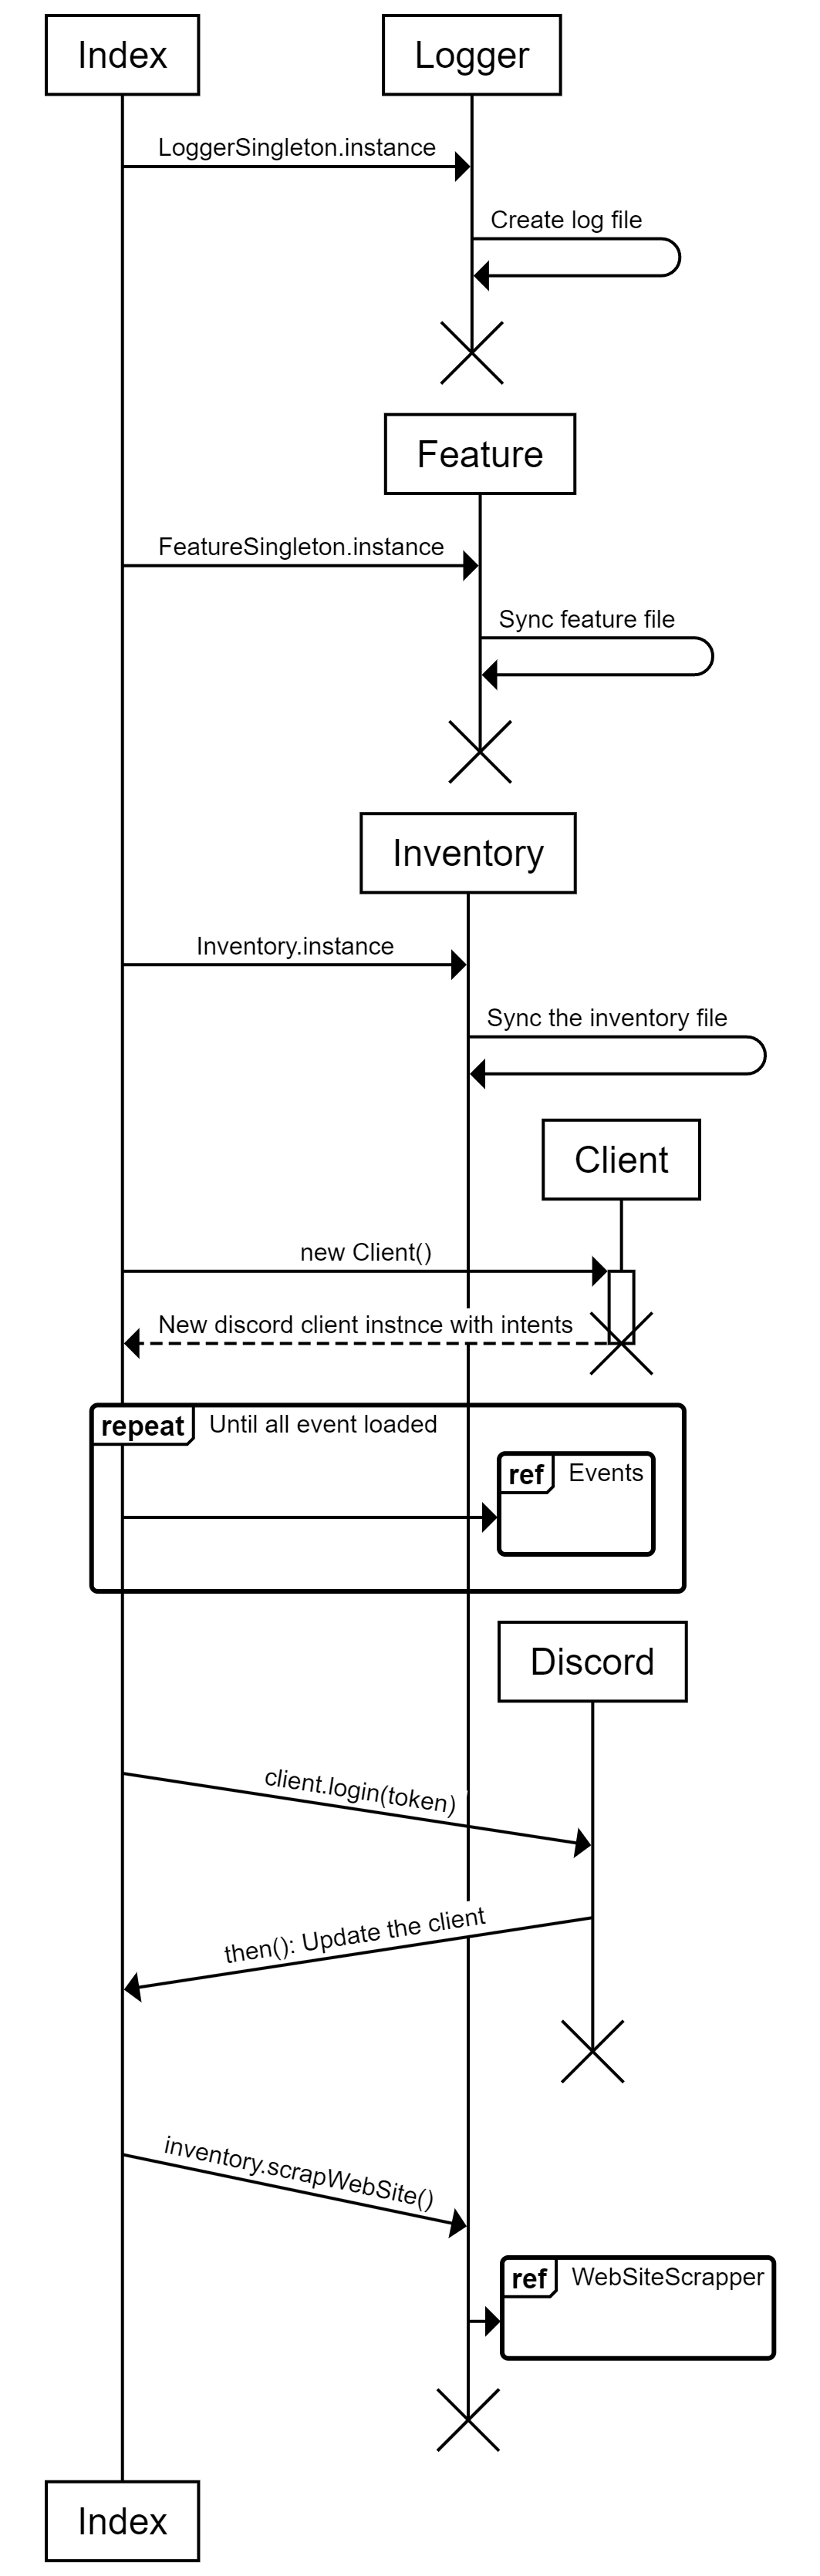 Index
Logger
LoggerSingleton.instance
Create log file
Feature
FeatureSingleton.instance
Sync feature file
Inventory
Inventory.instance
Sync the inventory file
Client
new Client()
New discord client instnce with intents
repeat Until all event loaded
ref Events
Discord
client.login(token)
then(): Update the client
inventory.scrapWebSite()
ref WebSiteScrapper
Index